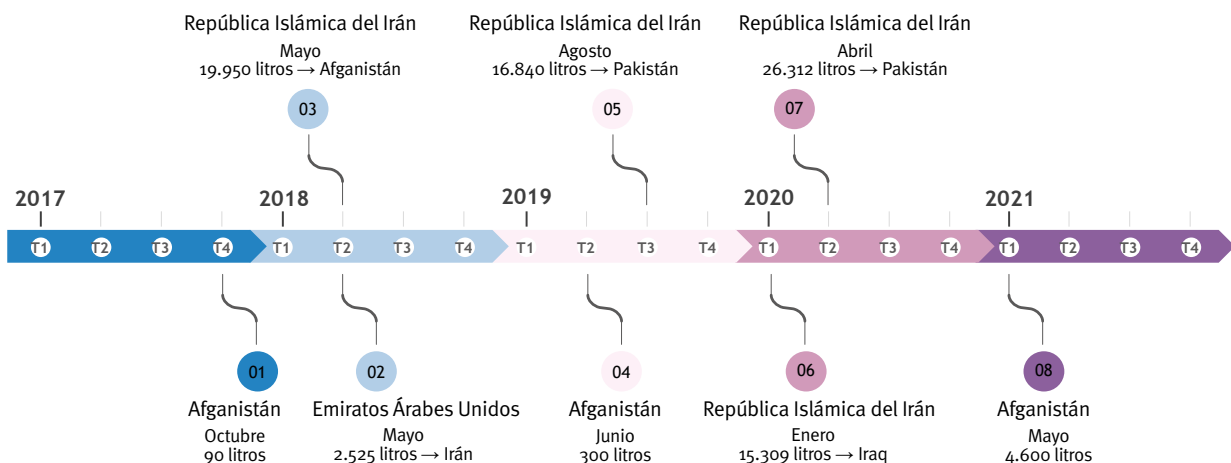 República Islámica del Irán
Mayo
19.950 litros → Afganistán
03
República Islámica del Irán
Agosto
16.840 litros → Pakistán
05
República Islámica del Irán
Abril
26.312 litros → Pakistán
07
2017 2018 2019 2020 2021
T1 T2 T3 T4 T1 T2 T3 T4 T1 T2 T3 T4 T1 T2 T3 T4 T1 T2 T3 T4
01
Afganistán
Octubre
90 litros
02
Emiratos Árabes Unidos
Mayo
2.525 litros → Irán
04
Afganistán
Junio
300 litros
06
República Islámica del Irán
Enero
15.309 litros → Iraq
08
Afganistán
Mayo
4.600 litros